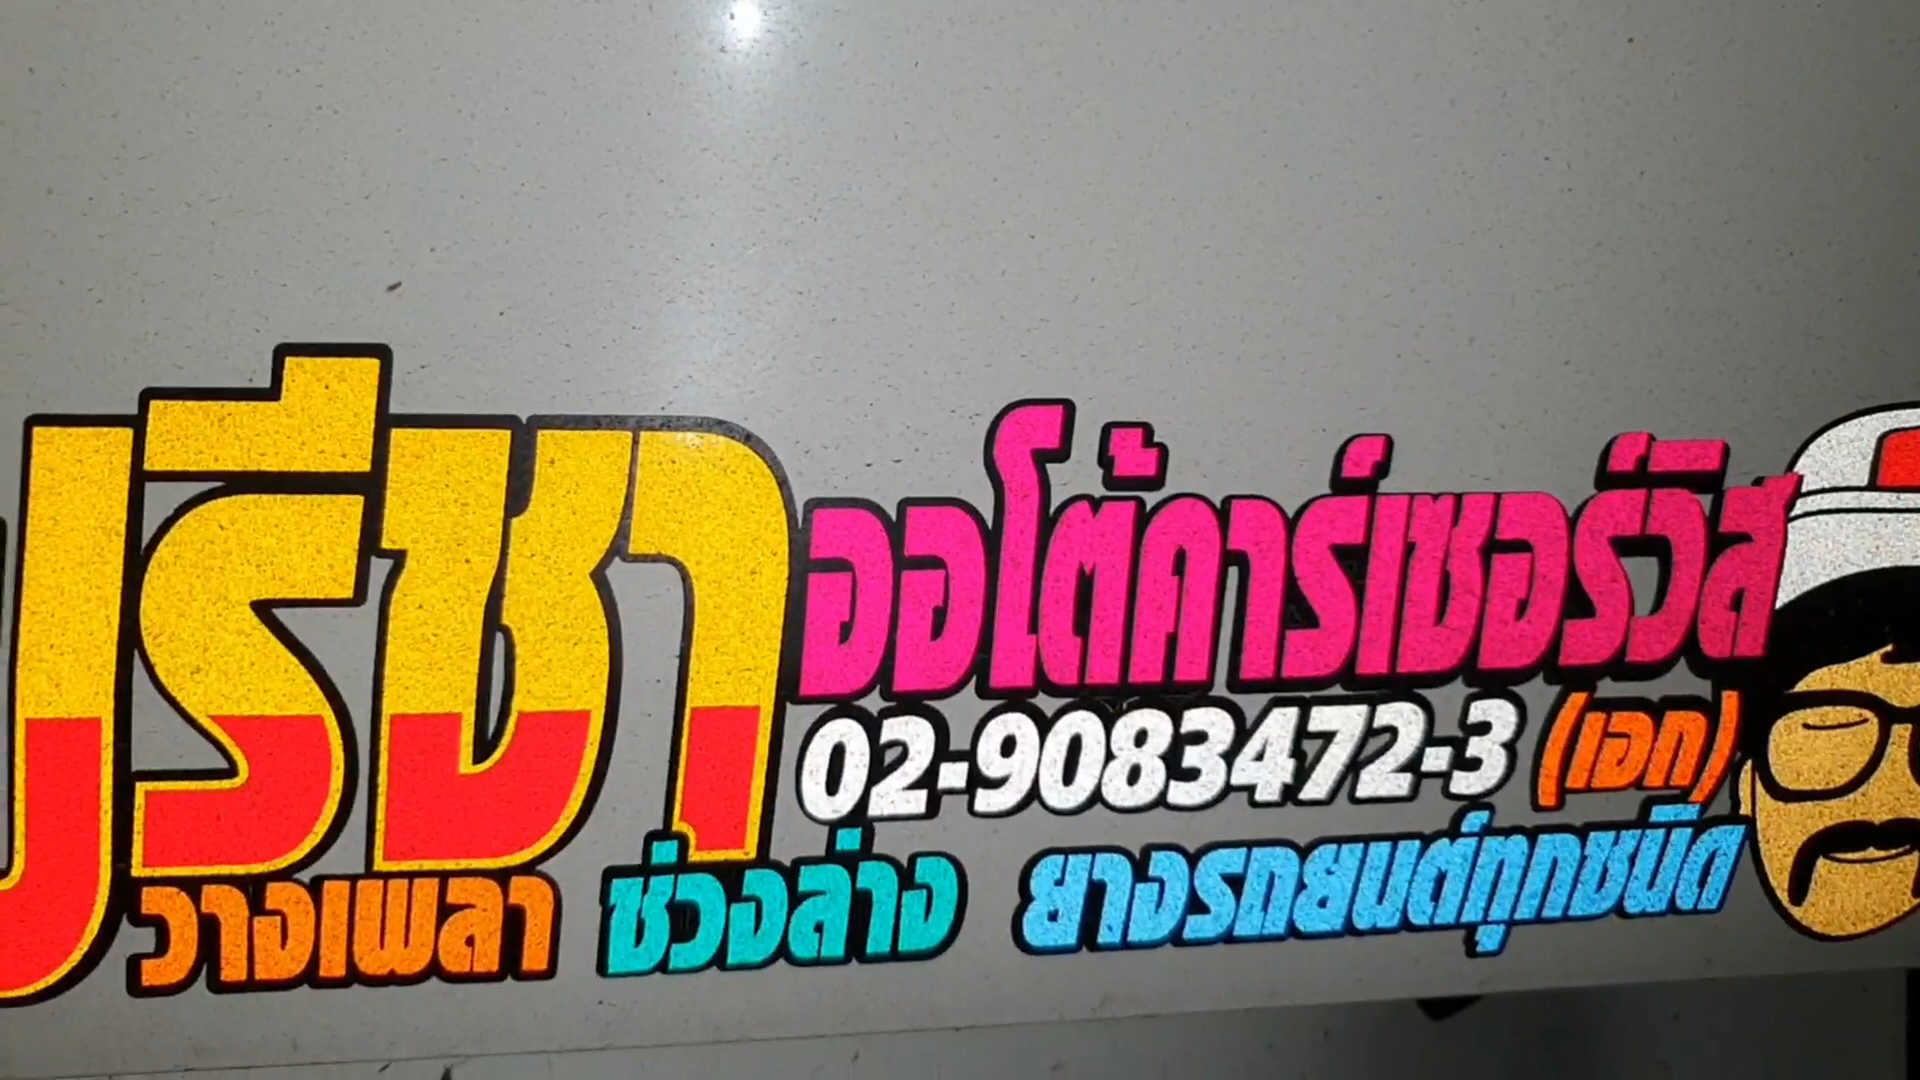 ปรีชา
ออโต้คาร์เซอร์วิส
02-9083472-3 (เอก)
วางเพลา ช่วงล่าง ยางรถยนต์ทุกชนิด